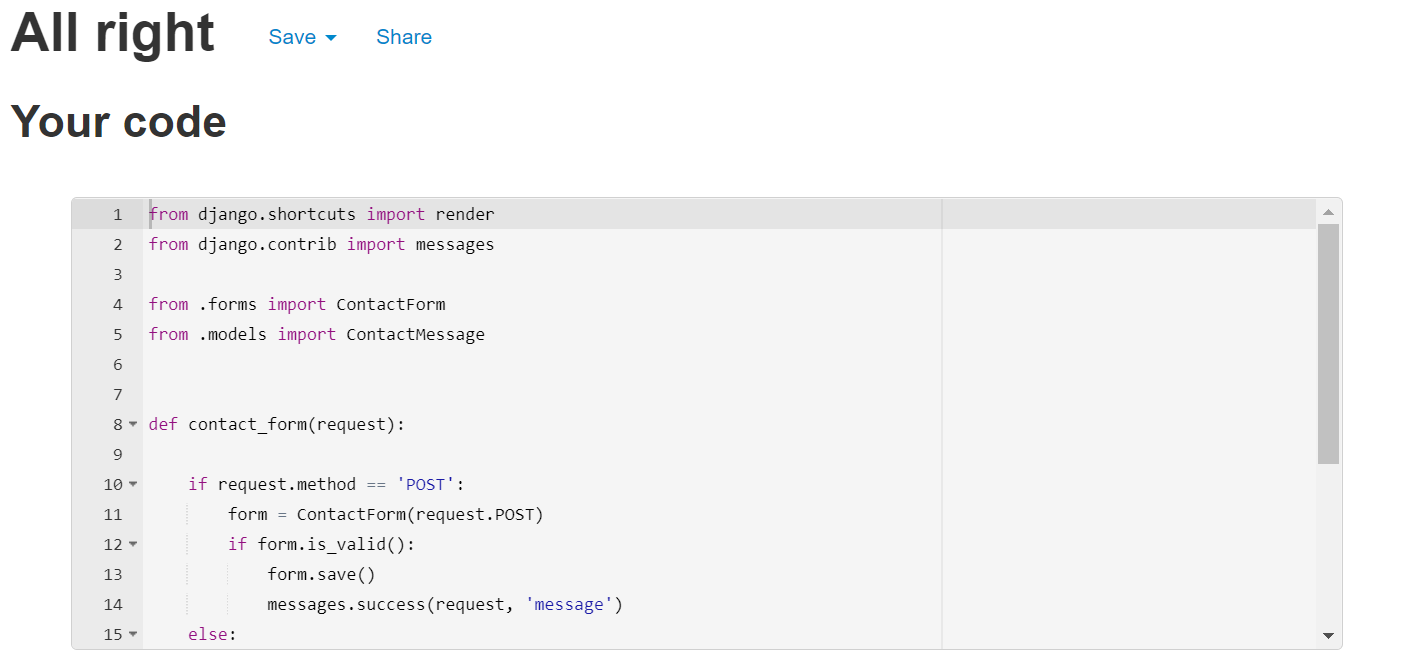 All right Save Share
Your code
1 from django.shortcuts import render
2 from django.contrib import messages
3
4 from .forms import ContactForm
5 from .models import ContactMessage
6
7
8 def contact_form(request):
9
10     if request.method == 'POST':
11         form = ContactForm(request.POST)
12         if form.is_valid():
13             form.save()
14             messages.success(request, 'message')
15     else: